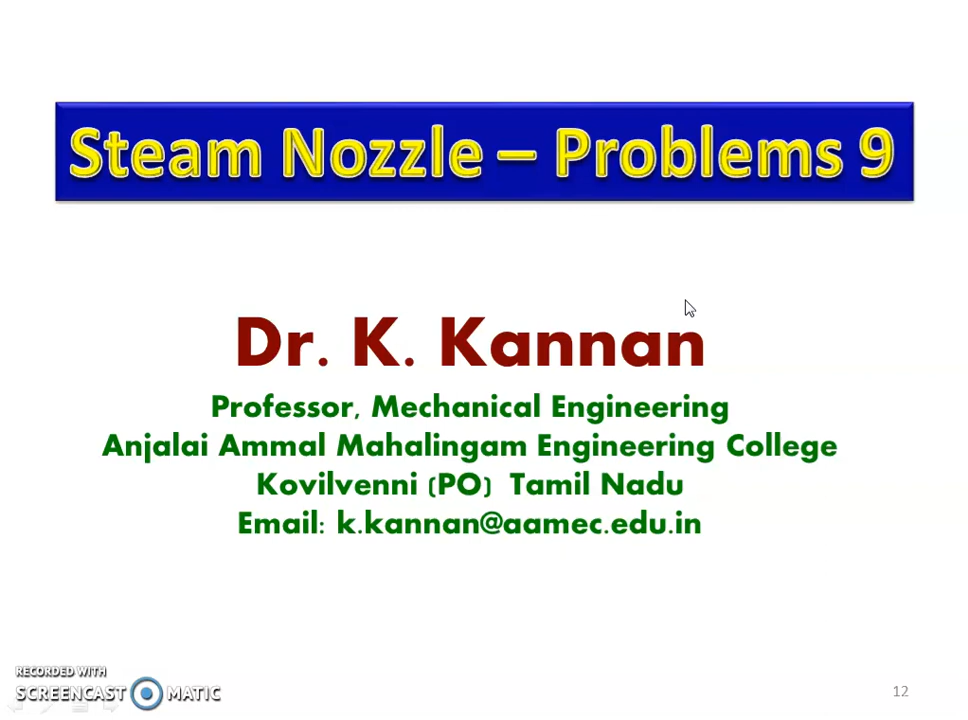 Steam Nozzle – Problems 9
Dr. K. Kannan
Professor, Mechanical Engineering
Anjalai Ammal Mahalingam Engineering College
Kovilvenni (PO) Tamil Nadu
Email: k.kannan@aamec.edu.in
RECORDED WITH
SCREENCAST MATIC
12